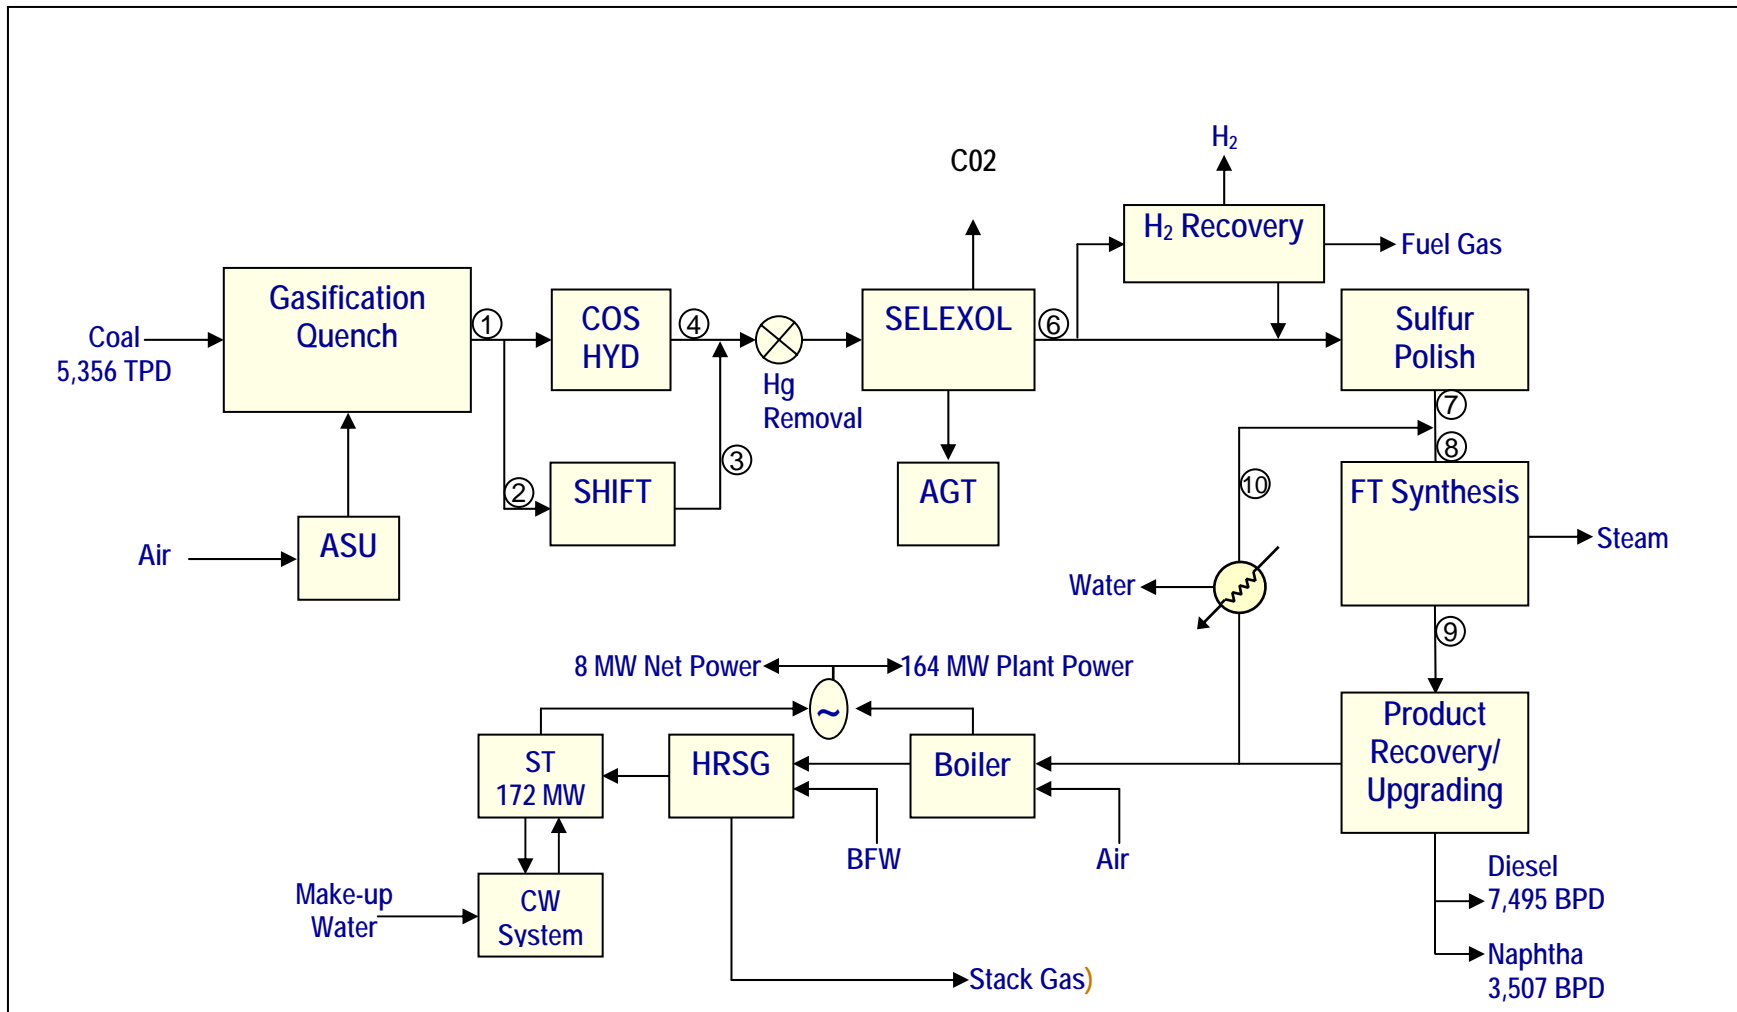 H₂
C02
H₂ Recovery
Fuel Gas
Gasification
Quench
COS
HYD
SELEXOL
Sulfur
Polish
1
4
6
Coal
5,356 TPD
Hg
Removal
7
8
3
2
SHIFT
AGT
10
FT Synthesis
Air
ASU
Steam
Water
9
8 MW Net Power
164 MW Plant Power
~
Product
Recovery/
Upgrading
ST
172 MW
HRSG
Boiler
BFW
Air
Make-up
Water
CW
System
Diesel
7,495 BPD
Naphtha
3,507 BPD
Stack Gas)